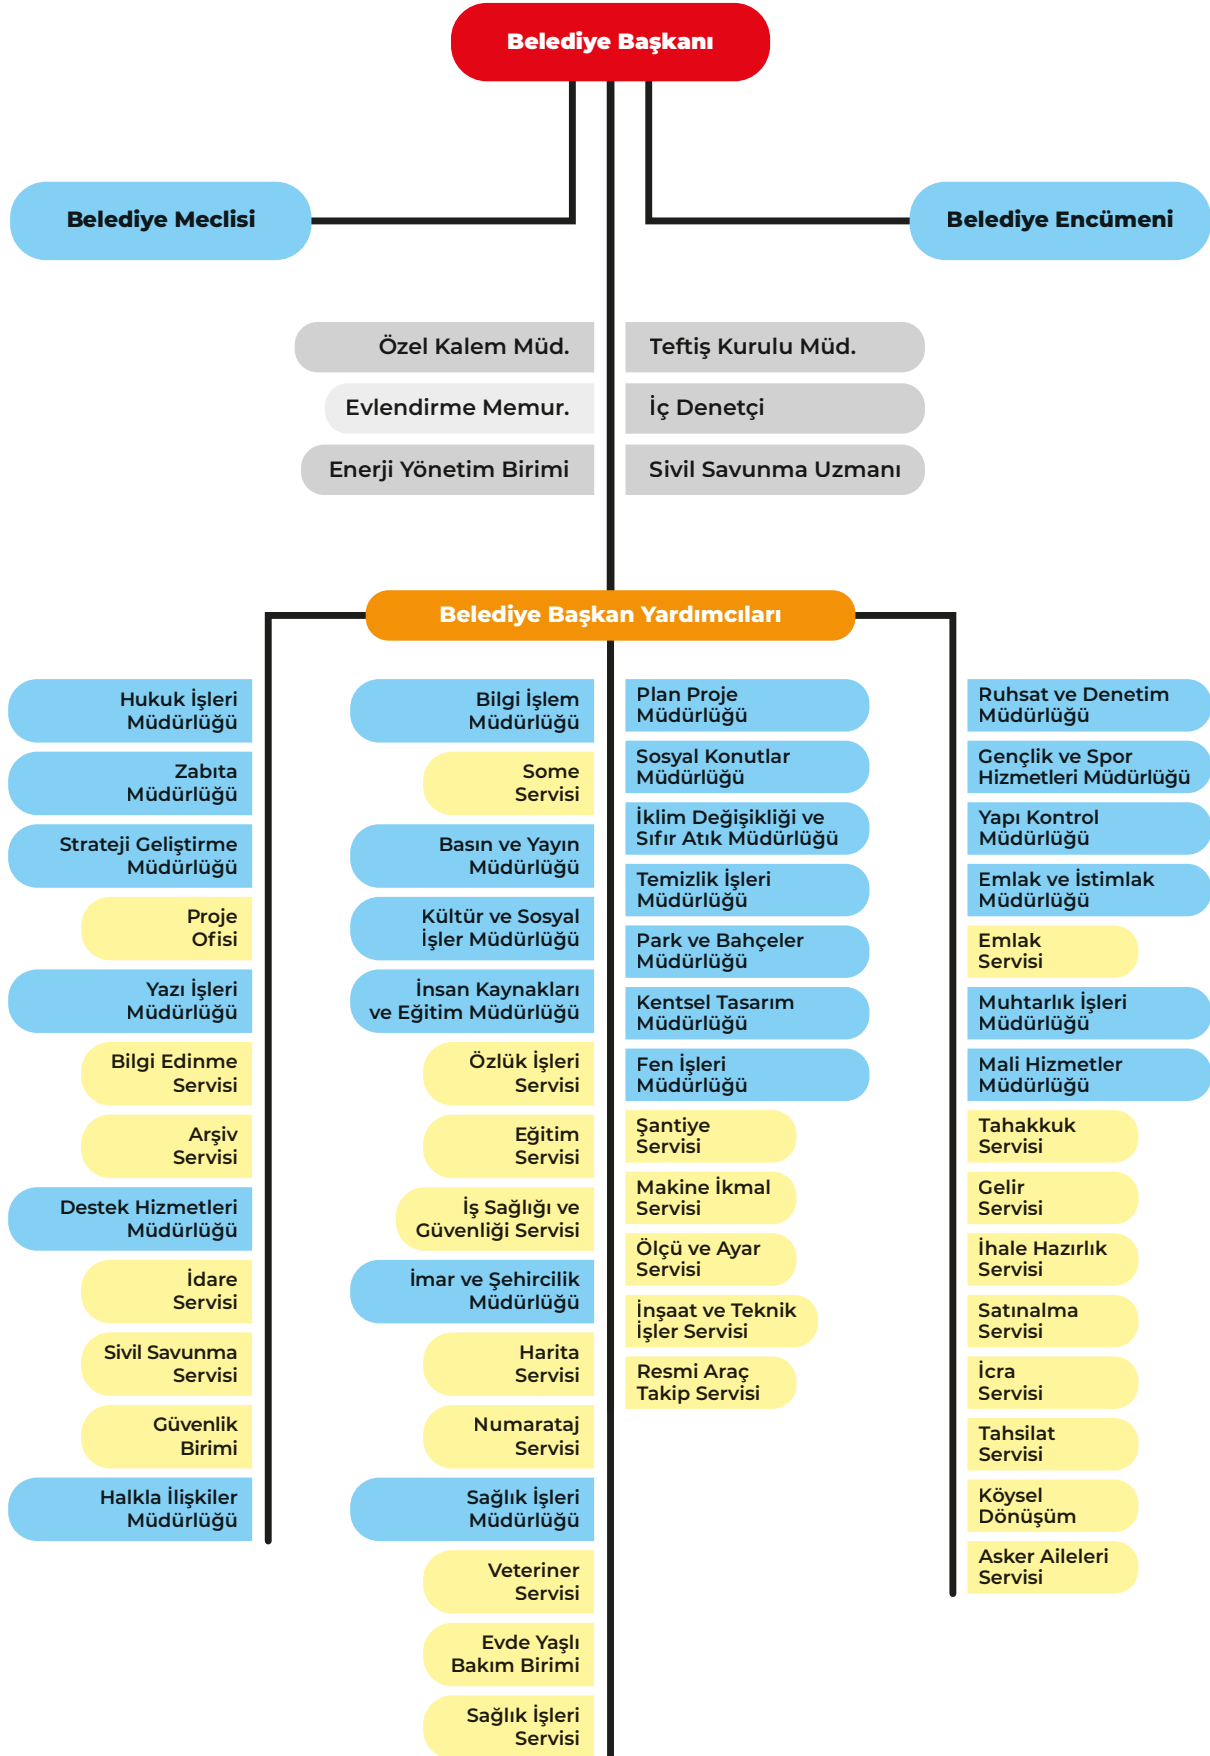 Belediye Başkanı
Belediye Meclisi
Belediye Encümeni
Özel Kalem Müd.
Evlendirme Memur.
Enerji Yönetim Birimi
Teftiş Kurulu Müd.
İç Denetçi
Sivil Savunma Uzmanı
Belediye Başkan Yardımcıları
Hukuk İşleri
Müdürlüğü
Zabıta
Müdürlüğü
Strateji Geliştirme
Müdürlüğü
Proje
Ofisi
Yazı İşleri
Müdürlüğü
Bilgi Edinme
Servisi
Arşiv
Servisi
Destek Hizmetleri
Müdürlüğü
İdare
Servisi
Sivil Savunma
Servisi
Güvenlik
Birimi
Halkla İlişkiler
Müdürlüğü
Bilgi İşlem
Müdürlüğü
Some
Servisi
Basın ve Yayın
Müdürlüğü
Kültür ve Sosyal
İşler Müdürlüğü
İnsan Kaynakları
ve Eğitim Müdürlüğü
Özlük İşleri
Servisi
Eğitim
Servisi
İş Sağlığı ve
Güvenliği Servisi
İmar ve Şehircilik
Müdürlüğü
Harita
Servisi
Numarataj
Servisi
Sağlık İşleri
Müdürlüğü
Veteriner
Servisi
Evde Yaşlı
Bakım Birimi
Sağlık İşleri
Servisi
Plan Proje
Müdürlüğü
Sosyal Konutlar
Müdürlüğü
İklim Değişikliği ve
Sıfır Atık Müdürlüğü
Temizlik İşleri
Müdürlüğü
Park ve Bahçeler
Müdürlüğü
Kentsel Tasarım
Müdürlüğü
Fen İşleri
Müdürlüğü
Şantiye
Servisi
Makine İkmal
Servisi
Ölçü ve Ayar
Servisi
İnşaat ve Teknik
İşler Servisi
Resmi Araç
Takip Servisi
Ruhsat ve Denetim
Müdürlüğü
Gençlik ve Spor
Hizmetleri Müdürlüğü
Yapı Kontrol
Müdürlüğü
Emlak ve İstimlak
Müdürlüğü
Emlak
Servisi
Muhtarlık İşleri
Müdürlüğü
Mali Hizmetler
Müdürlüğü
Tahakkuk
Servisi
Gelir
Servisi
İhale Hazırlık
Servisi
Satınalma
Servisi
İcra
Servisi
Tahsilat
Servisi
Köysel
Dönüşüm
Asker Aileleri
Servisi